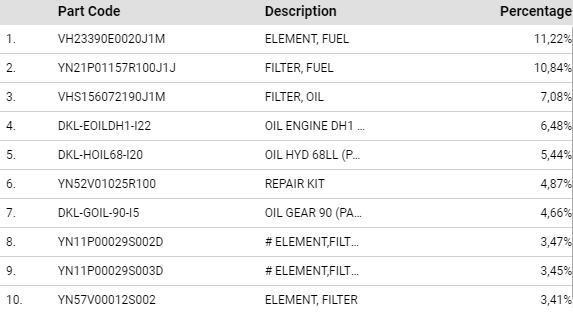 Part Code Description Percentage
1. VH23390E0020J1M ELEMENT, FUEL 11,22%
2. YN21P01157R100J1J FILTER, FUEL 10,84%
3. VHS156072190J1M FILTER, OIL 7,08%
4. DKL-EOILDH1-I22 OIL ENGINE DH1 ... 6,48%
5. DKL-HOIL68-I20 OIL HYD 68LL (P... 5,44%
6. YN52V01025R100 REPAIR KIT 4,87%
7. DKL-GOIL-90-I5 OIL GEAR 90 (PA... 4,66%
8. YN11P00029S002D # ELEMENT,FILT... 3,47%
9. YN11P00029S003D # ELEMENT,FILT... 3,45%
10. YN57V00012S002 ELEMENT, FILTER 3,41%